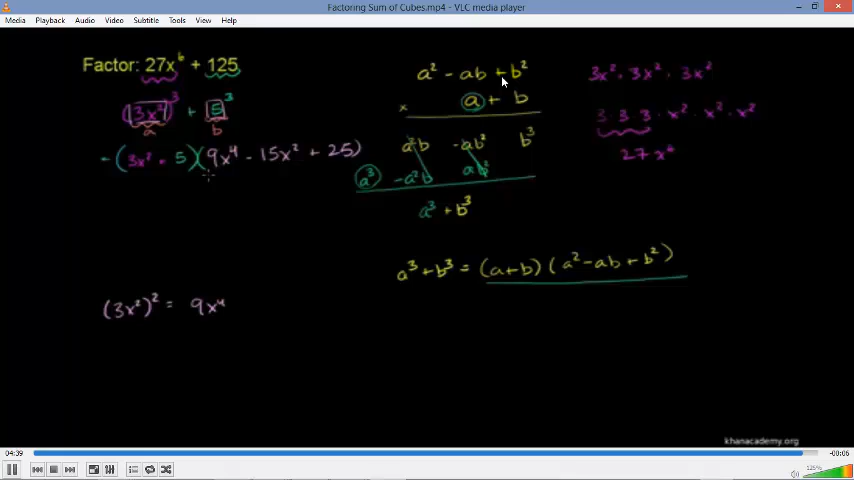 Factoring Sum of Cubes.mp4 - VLC media player
Media Playback Audio Video Subtitle Tools View Help
Factor: 27x⁶ + 125
(3x²)³ + 5³
a b
= (3x² + 5)(9x⁴ - 15x² + 25)
(3x²)² = 9x⁴
a² - ab + b²
× a + b
a²b -ab² b³
a³ -a²b ab²
a³ + b³
a³ + b³ = (a+b)(a² - ab + b²)
3x² · 3x² · 3x²
3 · 3 · 3 · x² · x² · x²
27x⁶
khanacademy.org
04:39 -00:06
125%